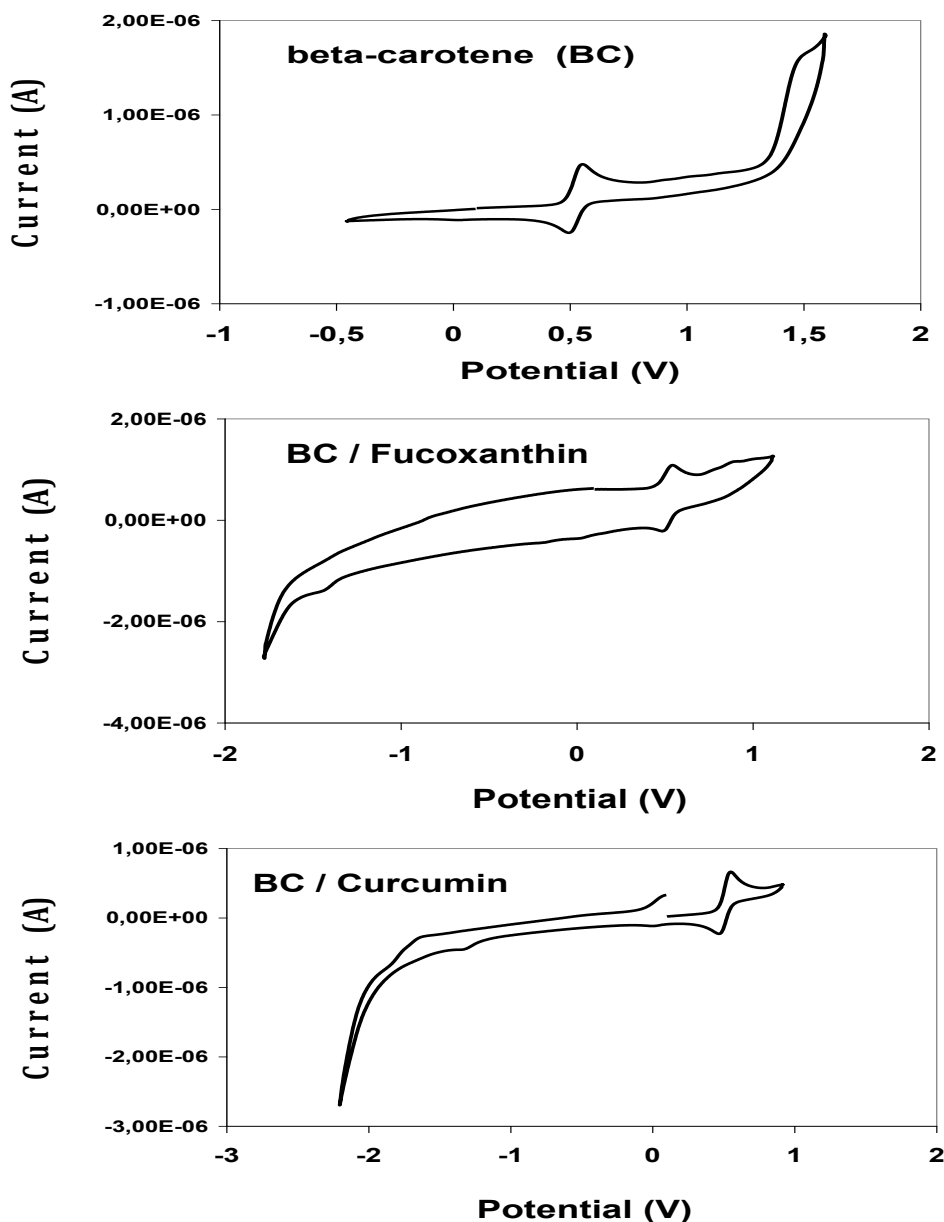 2,00E-06
beta-carotene (BC)
1,00E-06
0,00E+00
-1,00E-06
Current (A)
-1 -0,5 0 0,5 1 1,5 2
Potential (V)
2,00E-06
BC / Fucoxanthin
0,00E+00
-2,00E-06
-4,00E-06
Current (A)
-2 -1 0 1 2
Potential (V)
1,00E-06
BC / Curcumin
0,00E+00
-1,00E-06
-2,00E-06
-3,00E-06
Current (A)
-3 -2 -1 0 1 2
Potential (V)